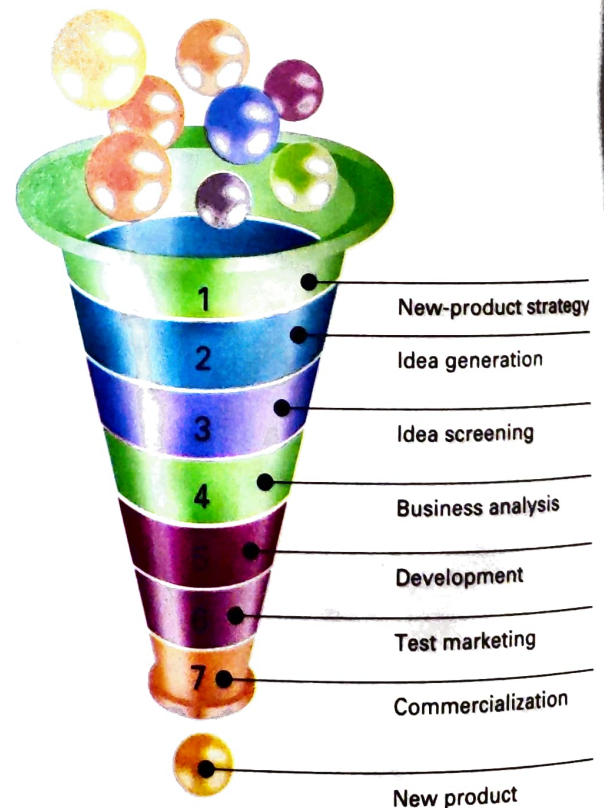 1
New-product strategy
2
Idea generation
3
Idea screening
4
Business analysis
5
Development
6
Test marketing
7
Commercialization
New product